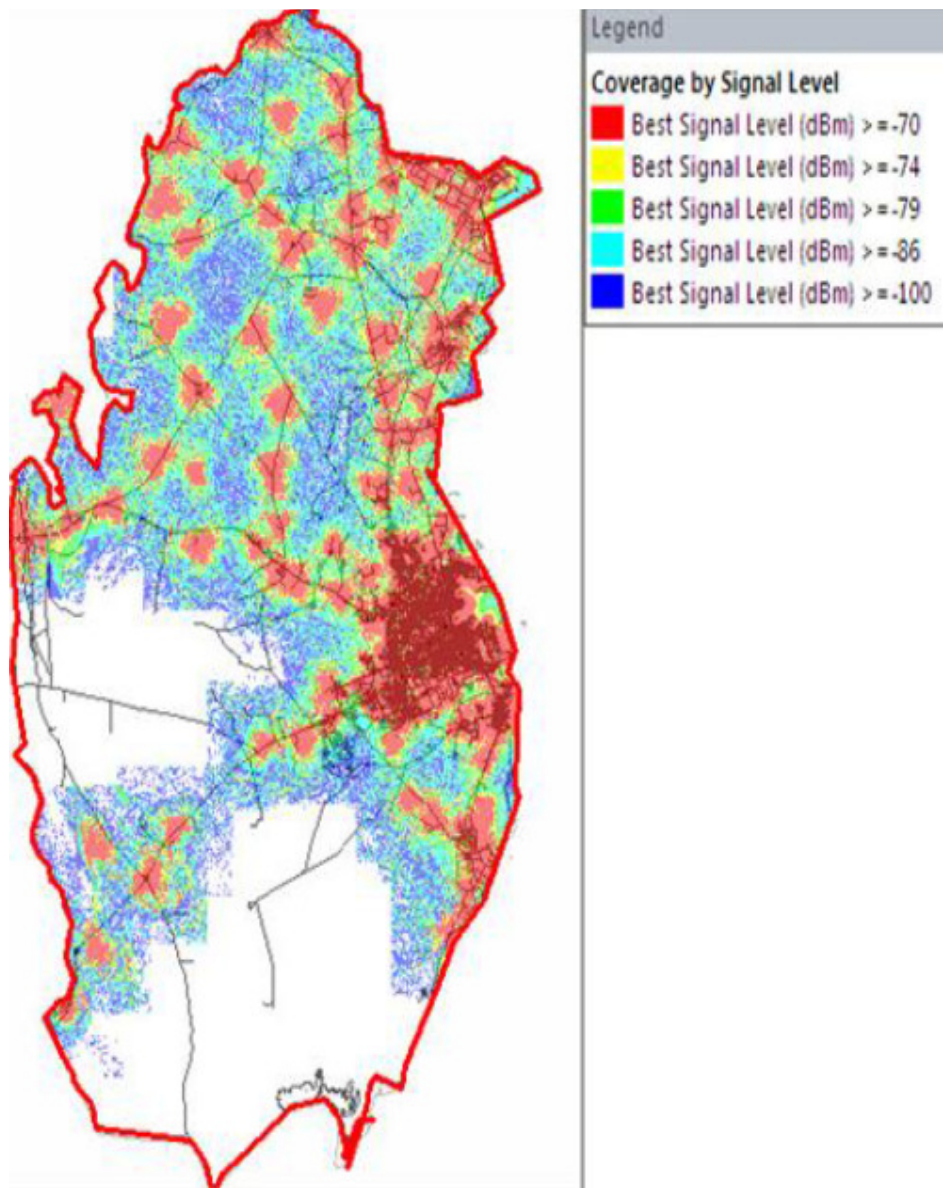 Legend
Coverage by Signal Level
Best Signal Level (dBm) >=-70
Best Signal Level (dBm) >=-74
Best Signal Level (dBm) >=-79
Best Signal Level (dBm) >=-86
Best Signal Level (dBm) >=-100